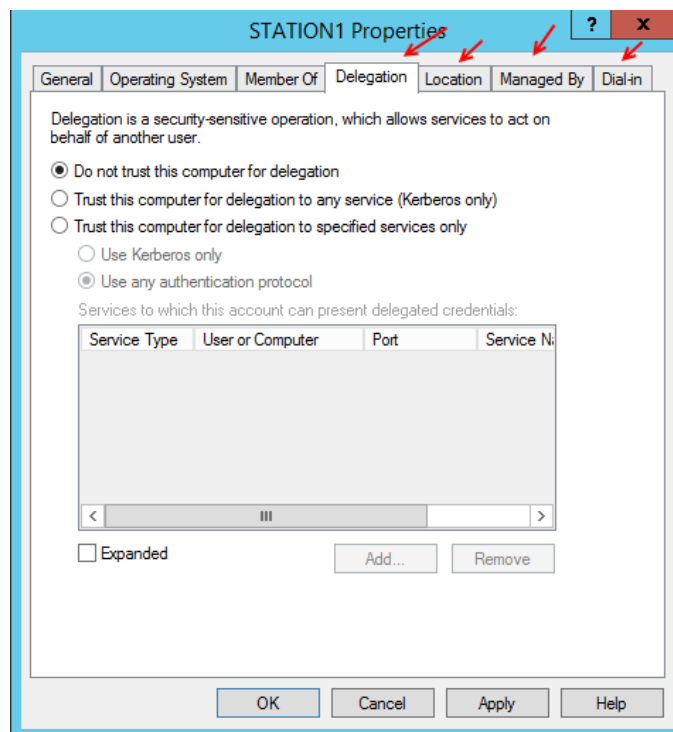 STATION1 Properties
? x
General Operating System Member Of Delegation Location Managed By Dial-in
Delegation is a security-sensitive operation, which allows services to act on
behalf of another user.
Do not trust this computer for delegation
Trust this computer for delegation to any service (Kerberos only)
Trust this computer for delegation to specified services only
Use Kerberos only
Use any authentication protocol
Services to which this account can present delegated credentials:
Service Type User or Computer Port Service Na
Expanded Add... Remove
OK Cancel Apply Help